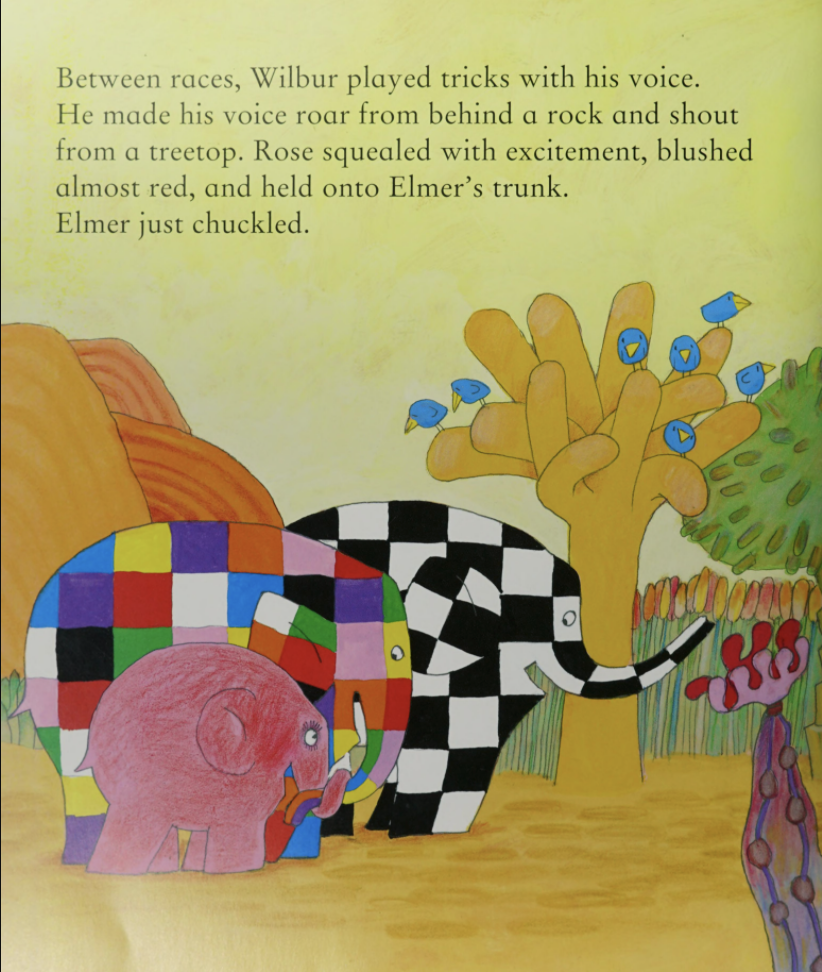 Between races, Wilbur played tricks with his voice.
He made his voice roar from behind a rock and shout
from a treetop. Rose squealed with excitement, blushed
almost red, and held onto Elmer's trunk.
Elmer just chuckled.